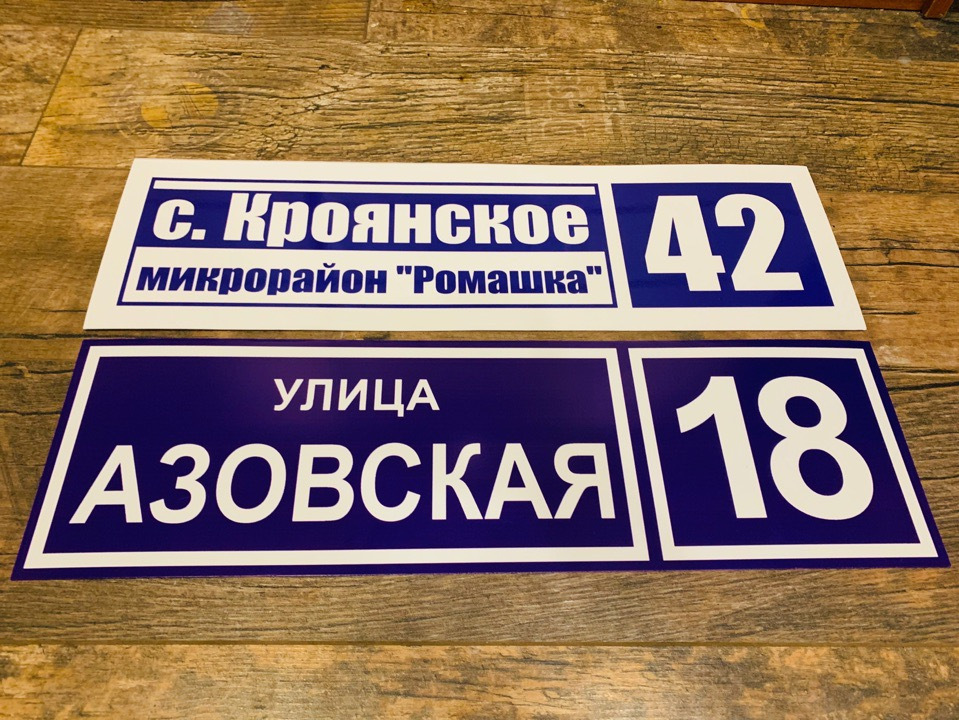 с. Кроянское
микрорайон "Ромашка"
42
УЛИЦА
АЗОВСКАЯ
18